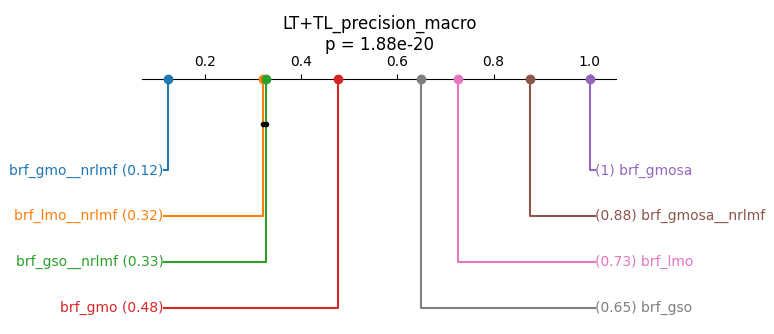 LT+TL_precision_macro
p = 1.88e-20
0.2 0.4 0.6 0.8 1.0
brf_gmo__nrlmf (0.12) (1) brf_gmosa
brf_lmo__nrlmf (0.32) (0.88) brf_gmosa__nrlmf
brf_gso__nrlmf (0.33) (0.73) brf_lmo
brf_gmo (0.48) (0.65) brf_gso